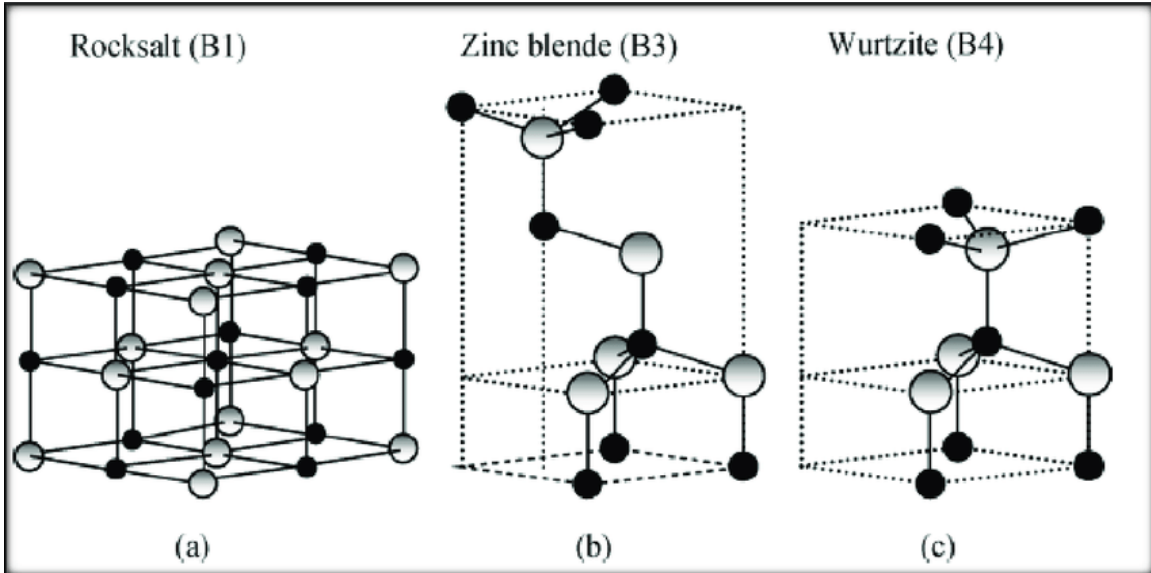 Rocksalt (B1)
Zinc blende (B3)
Wurtzite (B4)
(a)
(b)
(c)